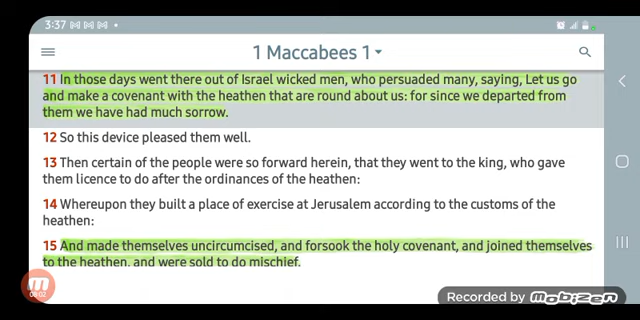 3:37
1 Maccabees 1
11 In those days went there out of Israel wicked men, who persuaded many, saying, Let us go
and make a covenant with the heathen that are round about us: for since we departed from
them we have had much sorrow.
12 So this device pleased them well.
13 Then certain of the people were so forward herein, that they went to the king, who gave
them licence to do after the ordinances of the heathen:
14 Whereupon they built a place of exercise at Jerusalem according to the customs of the
heathen:
15 And made themselves uncircumcised, and forsook the holy covenant, and joined themselves
to the heathen, and were sold to do mischief.
Recorded by Mobizen